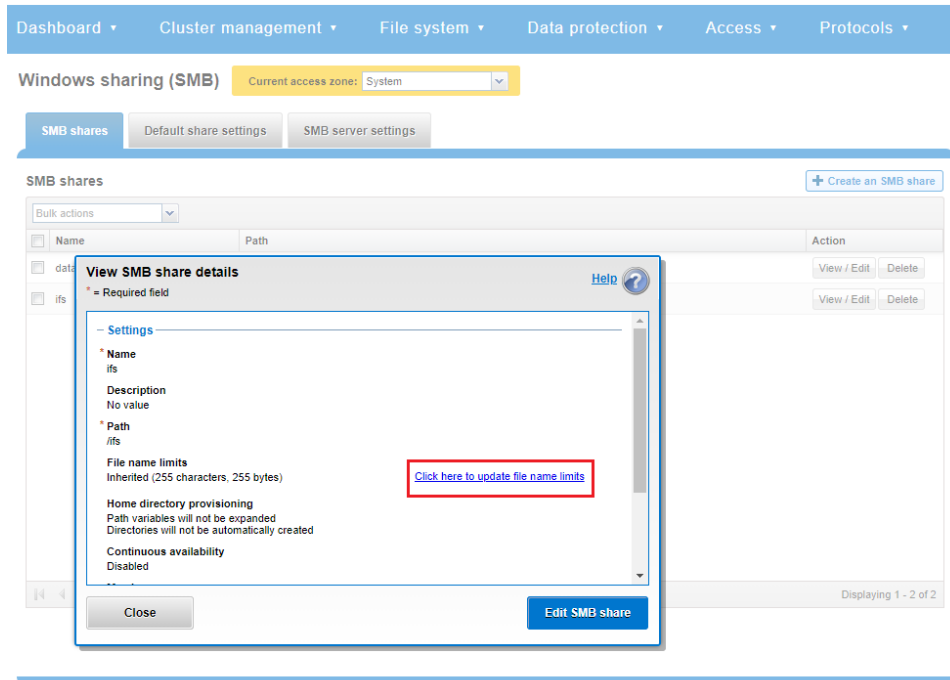 Dashboard Cluster management File system Data protection Access Protocols
Windows sharing (SMB) Current access zone: System
SMB shares Default share settings SMB server settings
SMB shares + Create an SMB share
Bulk actions
Name Path Action
data View / Edit Delete
ifs View / Edit Delete
View SMB share details
* = Required field
Help ?
Settings
* Name
ifs
Description
No value
* Path
/ifs
File name limits
Inherited (255 characters, 255 bytes) Click here to update file name limits
Home directory provisioning
Path variables will not be expanded
Directories will not be automatically created
Continuous availability
Disabled
Close Edit SMB share
Displaying 1 - 2 of 2